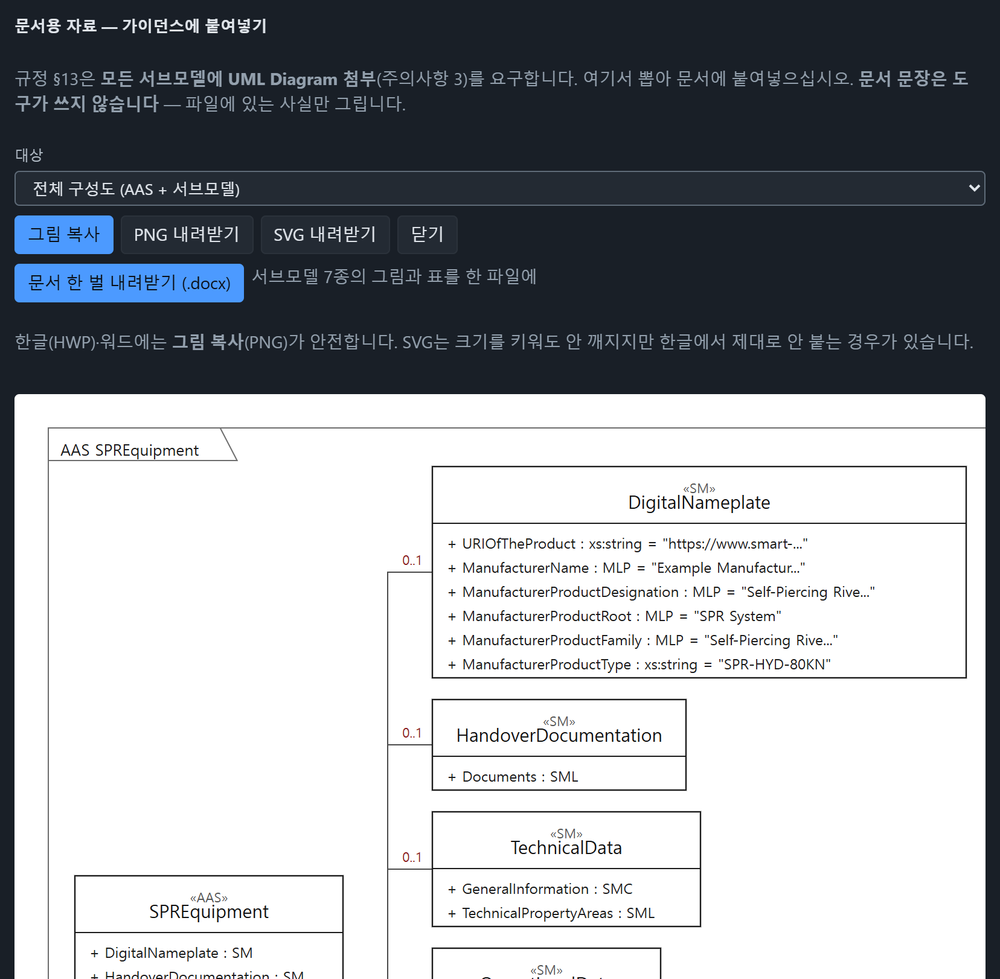 문서용 자료 — 가이던스에 붙여넣기
규정 §13은 모든 서브모델에 UML Diagram 첨부(주의사항 3)를 요구합니다. 여기서 뽑아 문서에 붙여넣으십시오. 문서 문장은 도
구가 쓰지 않습니다 — 파일에 있는 사실만 그립니다.
대상
전체 구성도 (AAS + 서브모델)
그림 복사
PNG 내려받기
SVG 내려받기
닫기
문서 한 벌 내려받기 (.docx)
서브모델 7종의 그림과 표를 한 파일에
한글(HWP)·워드에는 그림 복사(PNG)가 안전합니다. SVG는 크기를 키워도 안 깨지지만 한글에서 제대로 안 붙는 경우가 있습니다.
AAS SPREquipment
«SM»
DigitalNameplate
+ URIOfTheProduct : xs:string = "https://www.smart-..."
0..1
+ ManufacturerName : MLP = "Example Manufactur..."
+ ManufacturerProductDesignation : MLP = "Self-Piercing Rive..."
+ ManufacturerProductRoot : MLP = "SPR System"
+ ManufacturerProductFamily : MLP = "Self-Piercing Rive..."
+ ManufacturerProductType : xs:string = "SPR-HYD-80KN"
«SM»
0..1
HandoverDocumentation
+ Documents : SML
«SM»
TechnicalData
0..1
+ GeneralInformation : SMC
+ TechnicalPropertyAreas : SML
«AAS»
SPREquipment
+ DigitalNameplate : SM
+ HandoverDocumentation : SM
«SM»